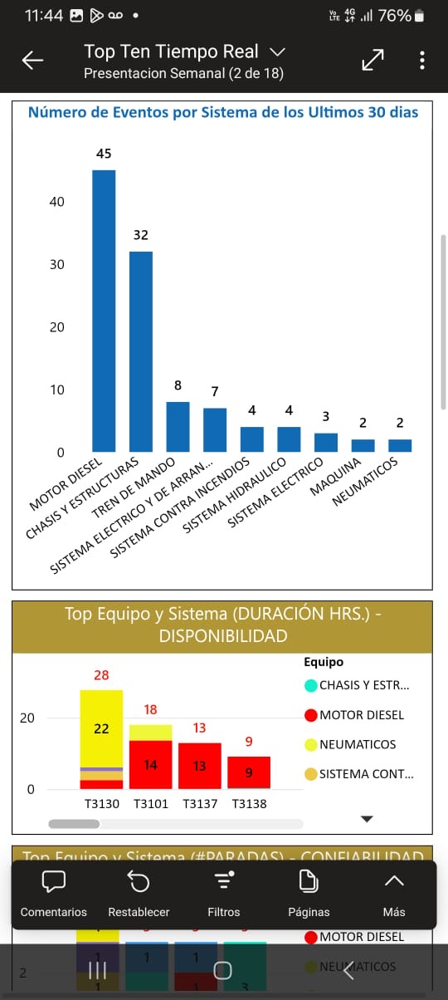 11:44
Vo LTE 4G 76%
Top Ten Tiempo Real
Presentacion Semanal (2 de 18)
Número de Eventos por Sistema de los Ultimos 30 dias
45
40
32
30
20
10
8
7
4
4
3
2
2
0
MOTOR DIESEL
CHASIS Y ESTRUCTURAS
TREN DE MANDO
SISTEMA ELECTRICO Y DE ARRAN...
SISTEMA CONTRA INCENDIOS
SISTEMA HIDRAULICO
SISTEMA ELECTRICO
MAQUINA
NEUMATICOS
Top Equipo y Sistema (DURACIÓN HRS.) -
DISPONIBILIDAD
Equipo
28
CHASIS Y ESTR...
18
20
MOTOR DIESEL
22
13
9
NEUMATICOS
14
13
9
SISTEMA CONT...
0
T3130 T3101 T3137 T3138
Top Equipo y Sistema (#PARADAS) - CONFIABILIDAD
Comentarios Restablecer Filtros Páginas Más
MOTOR DIESEL
1 1 1
NEUMATICOS
2
1 1 3